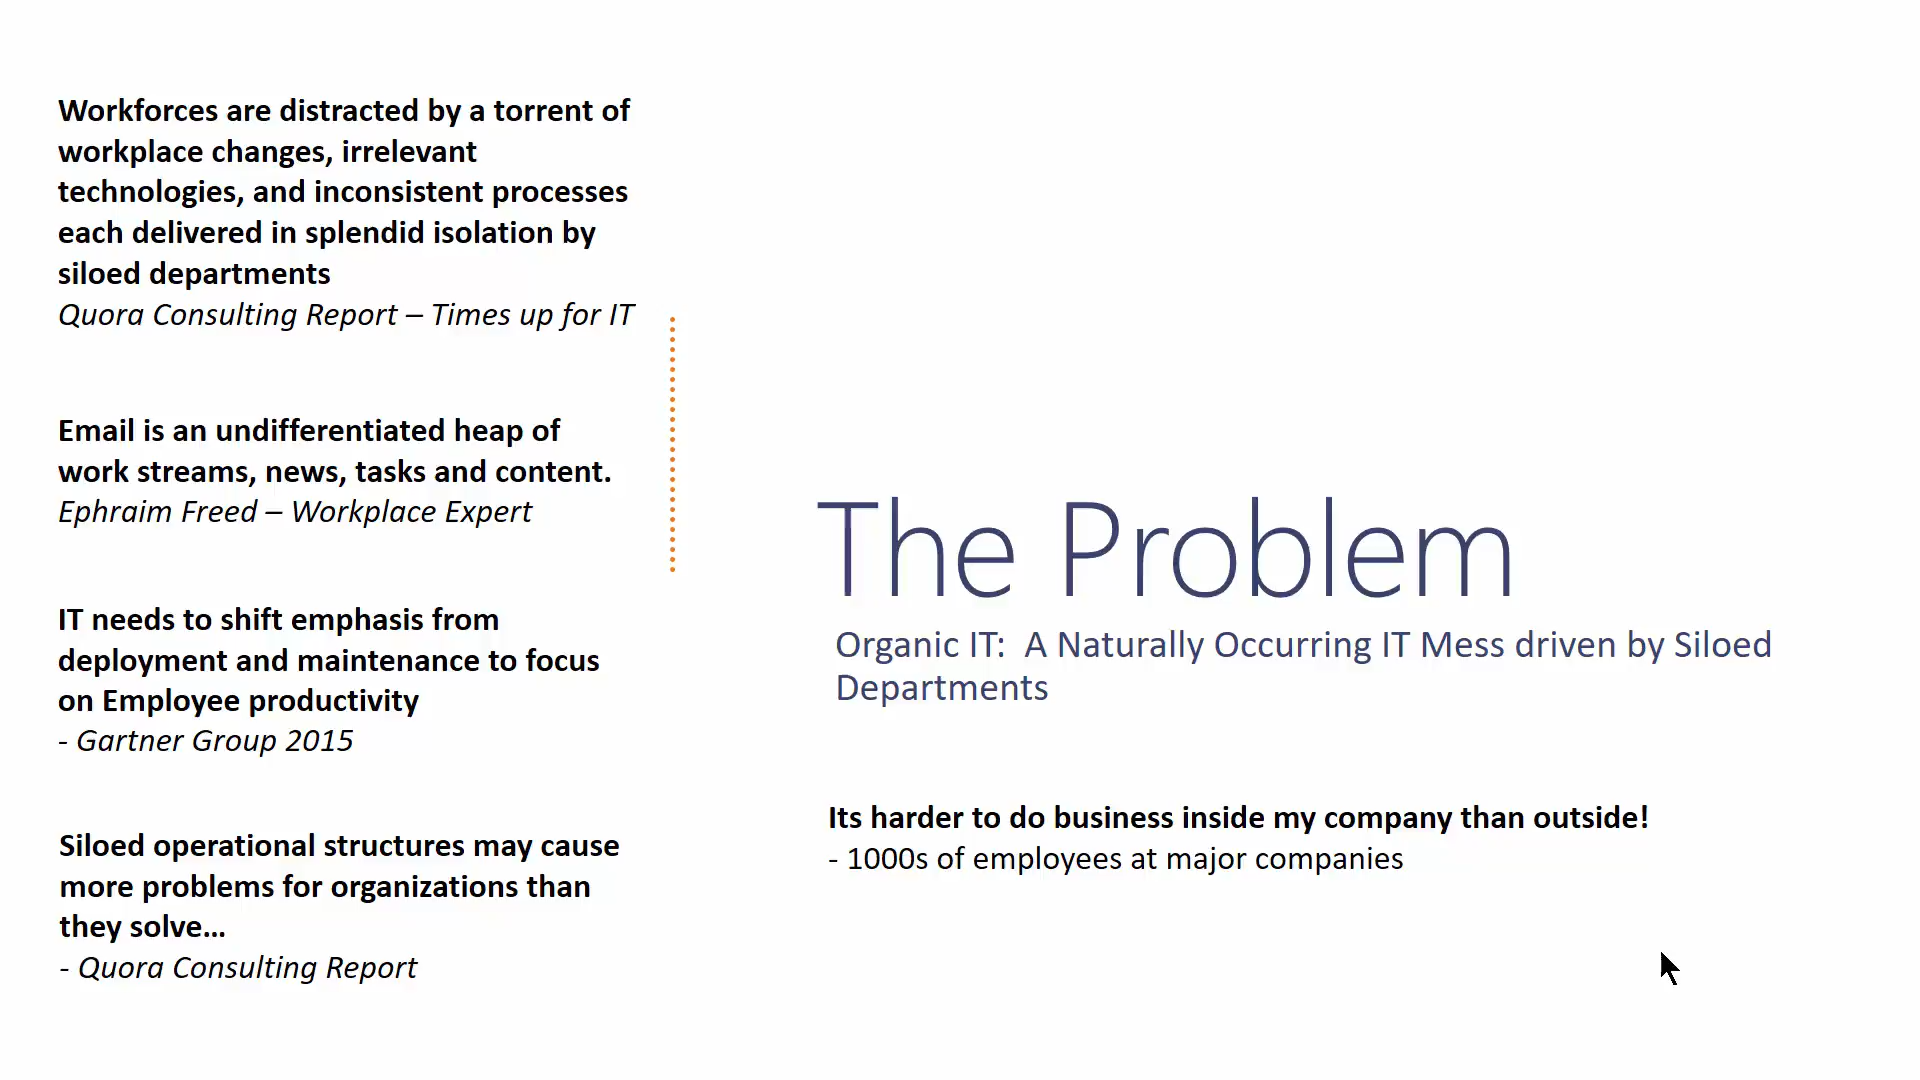 Workforces are distracted by a torrent of
workplace changes, irrelevant
technologies, and inconsistent processes
each delivered in splendid isolation by
siloed departments
Quora Consulting Report – Times up for IT
Email is an undifferentiated heap of
work streams, news, tasks and content.
Ephraim Freed – Workplace Expert
IT needs to shift emphasis from
deployment and maintenance to focus
on Employee productivity
- Gartner Group 2015
Siloed operational structures may cause
more problems for organizations than
they solve…
- Quora Consulting Report
The Problem
Organic IT:  A Naturally Occurring IT Mess driven by Siloed
Departments
Its harder to do business inside my company than outside!
- 1000s of employees at major companies